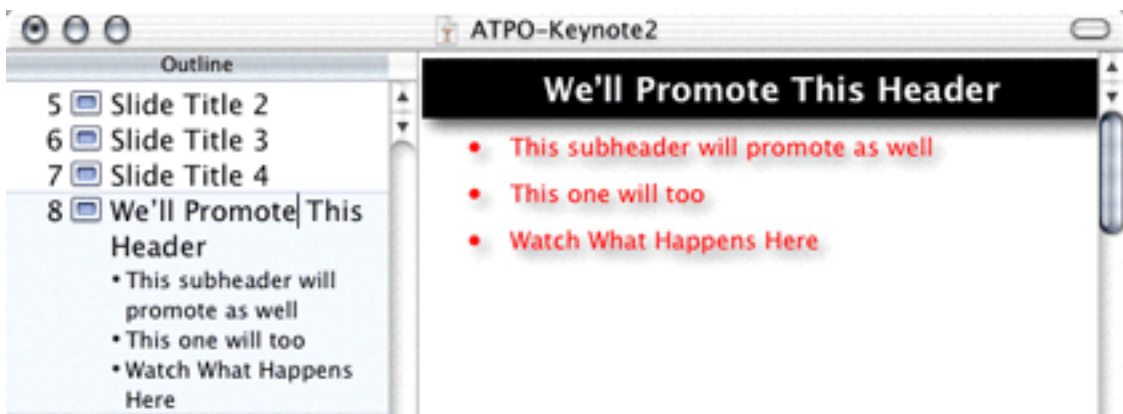 ATPO-Keynote2
Outline
5 Slide Title 2
6 Slide Title 3
7 Slide Title 4
8 We'll Promote This
Header
• This subheader will
promote as well
• This one will too
• Watch What Happens
Here
We'll Promote This Header
• This subheader will promote as well
• This one will too
• Watch What Happens Here